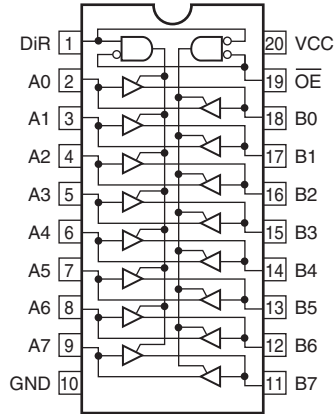 DiR 1 20 VCC
A0 2 19 O̅E̅
A1 3 18 B0
A2 4 17 B1
A3 5 16 B2
A4 6 15 B3
A5 7 14 B4
A6 8 13 B5
A7 9 12 B6
GND 10 11 B7